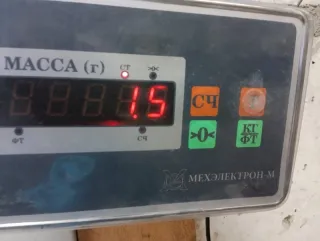 МАССА (г)
СТ
>|<
1.5
СЧ
>0<
КГ
ФТ
ФТ
СЧ
МЕХЭЛЕКТРОН-М